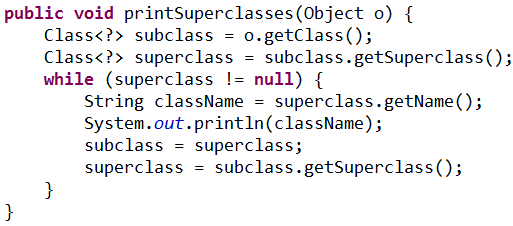 public void printSuperclasses(Object o) {
    Class<?> subclass = o.getClass();
    Class<?> superclass = subclass.getSuperclass();
    while (superclass != null) {
        String className = superclass.getName();
        System.out.println(className);
        subclass = superclass;
        superclass = subclass.getSuperclass();
    }
}